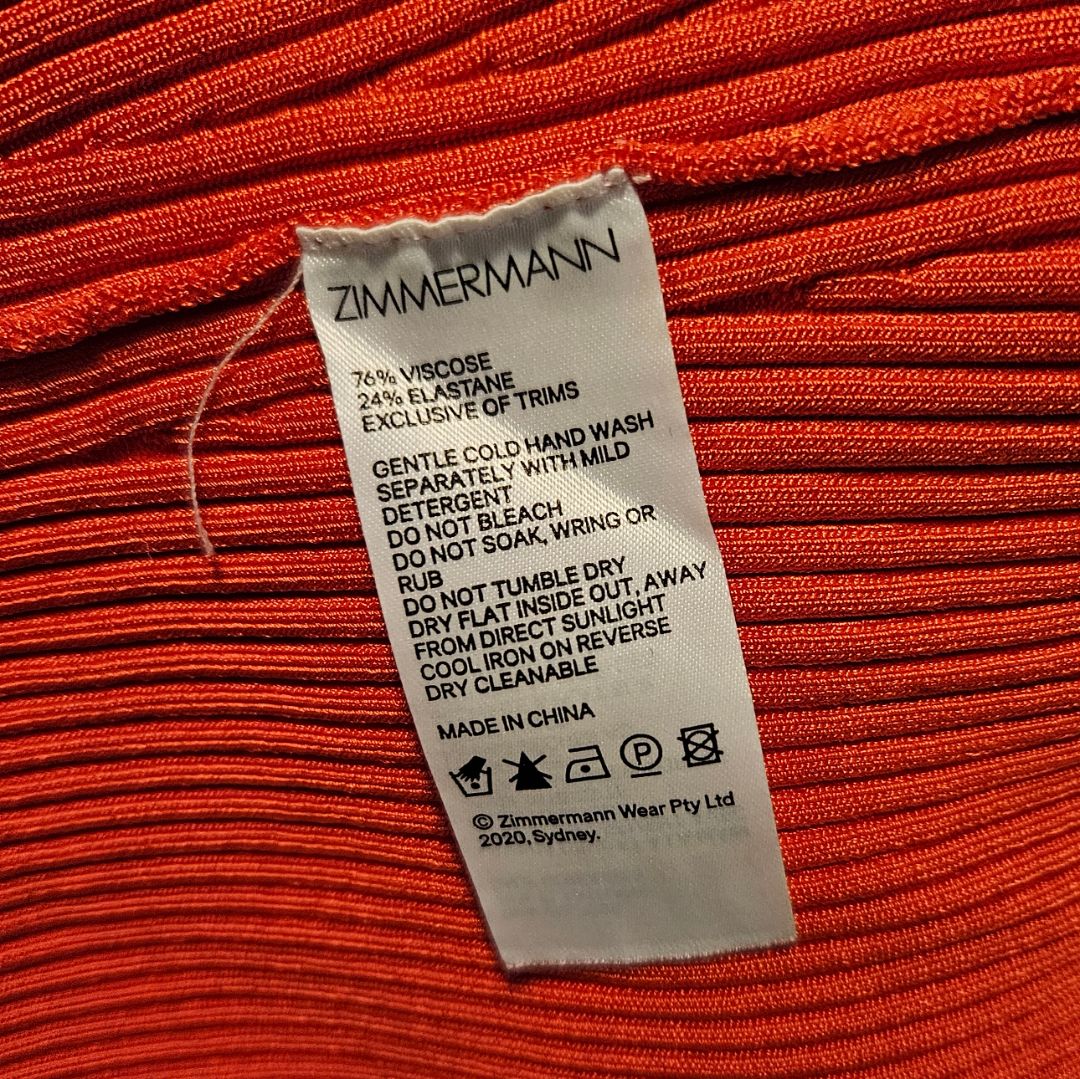 ZIMMERMANN
76% VISCOSE
24% ELASTANE
EXCLUSIVE OF TRIMS
GENTLE COLD HAND WASH
SEPARATELY WITH MILD
DETERGENT
DO NOT BLEACH
DO NOT SOAK, WRING OR
RUB
DO NOT TUMBLE DRY
DRY FLAT INSIDE OUT, AWAY
FROM DIRECT SUNLIGHT
COOL IRON ON REVERSE
DRY CLEANABLE
MADE IN CHINA
P
© Zimmermann Wear Pty Ltd
2020, Sydney.